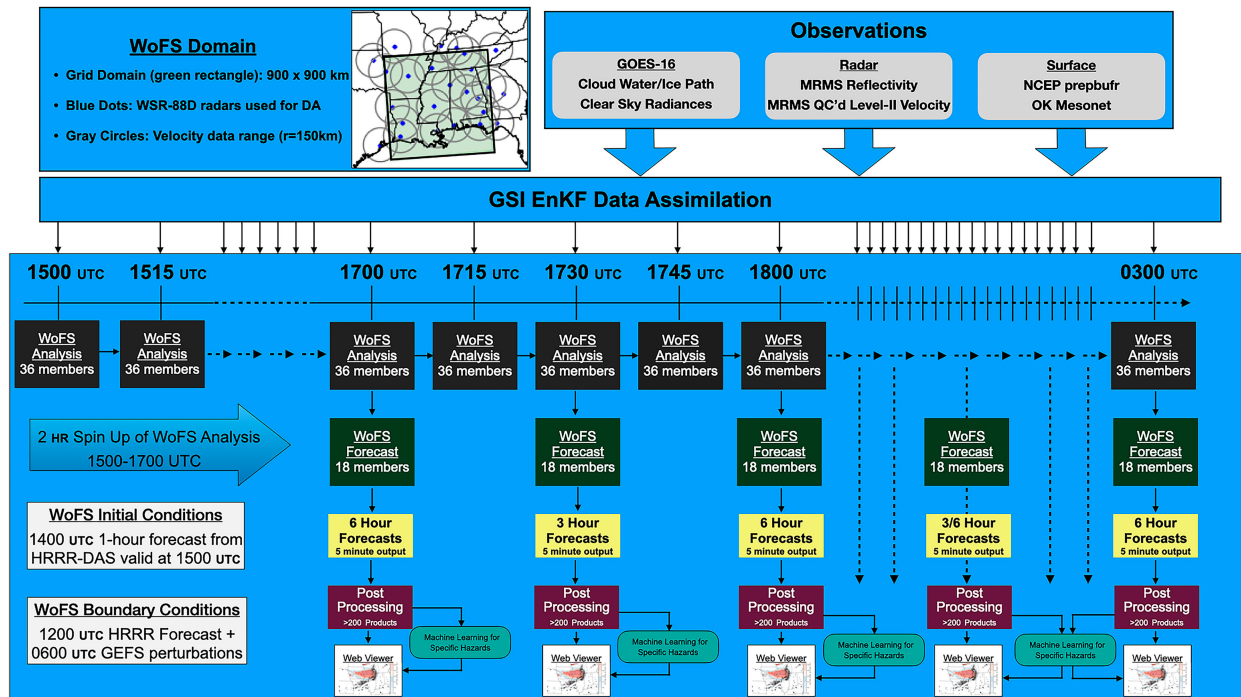 WoFS Domain
• Grid Domain (green rectangle): 900 x 900 km
• Blue Dots: WSR-88D radars used for DA
• Gray Circles: Velocity data range (r=150km)
Observations
GOES-16
Cloud Water/Ice Path
Clear Sky Radiances
Radar
MRMS Reflectivity
MRMS QC'd Level-II Velocity
Surface
NCEP prepbufr
OK Mesonet
GSI EnKF Data Assimilation
1500 UTC
1515 UTC
1700 UTC
1715 UTC
1730 UTC
1745 UTC
1800 UTC
0300 UTC
WoFS
Analysis
36 members
WoFS
Analysis
36 members
WoFS
Analysis
36 members
WoFS
Analysis
36 members
WoFS
Analysis
36 members
WoFS
Analysis
36 members
WoFS
Analysis
36 members
WoFS
Analysis
36 members
2 HR Spin Up of WoFS Analysis
1500-1700 UTC
WoFS
Forecast
18 members
WoFS
Forecast
18 members
WoFS
Forecast
18 members
WoFS
Forecast
18 members
WoFS
Forecast
18 members
WoFS Initial Conditions
1400 UTC 1-hour forecast from
HRRR-DAS valid at 1500 UTC
6 Hour
Forecasts
5 minute output
3 Hour
Forecasts
5 minute output
6 Hour
Forecasts
5 minute output
3/6 Hour
Forecasts
5 minute output
6 Hour
Forecasts
5 minute output
WoFS Boundary Conditions
1200 UTC HRRR Forecast +
0600 UTC GEFS perturbations
Post
Processing
>200 Products
Machine Learning for
Specific Hazards
Web Viewer
Post
Processing
>200 Products
Machine Learning for
Specific Hazards
Web Viewer
Post
Processing
>200 Products
Machine Learning for
Specific Hazards
Web Viewer
Post
Processing
>200 Products
Machine Learning for
Specific Hazards
Web Viewer
Post
Processing
>200 Products
Web Viewer